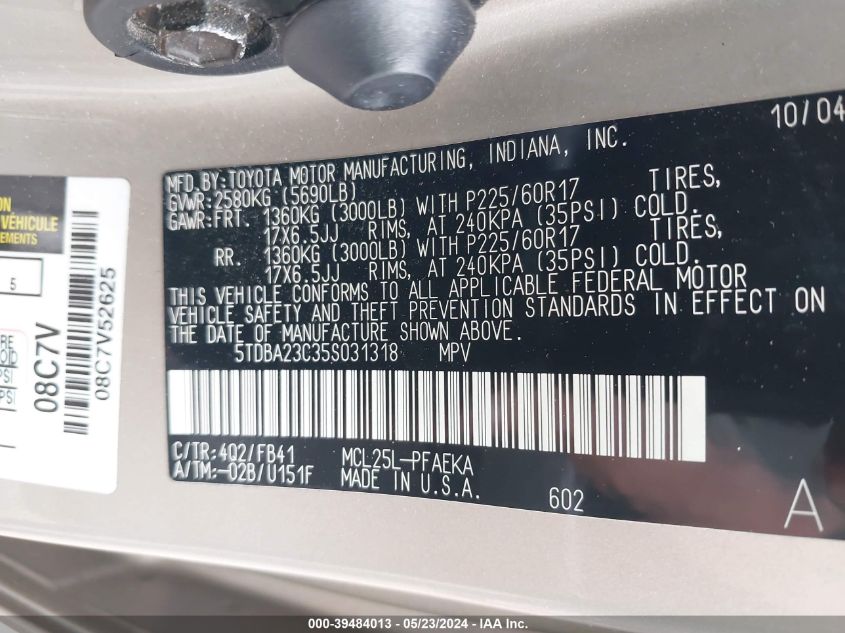 10/04
MFD.BY:TOYOTA MOTOR MANUFACTURING, INDIANA, INC.
GVWR:2580KG (5690LB)
GAWR:FRT. 1360KG (3000LB) WITH P225/60R17 TIRES,
17X6.5JJ RIMS, AT 240KPA (35PSI) COLD.
RR. 1360KG (3000LB) WITH P225/60R17 TIRES,
17X6.5JJ RIMS, AT 240KPA (35PSI) COLD.
THIS VEHICLE CONFORMS TO ALL APPLICABLE FEDERAL MOTOR
VEHICLE SAFETY AND THEFT PREVENTION STANDARDS IN EFFECT ON
THE DATE OF MANUFACTURE SHOWN ABOVE.
5TDBA23C35S031318 MPV
C/TR:4Q2/FB41 MCL25L-PFAEKA
A/TM:-02B/U151F MADE IN U.S.A.
602
A
VÉHICULE
5
PSI
08C7V
08C7V52625
000-39484013 - 05/23/2024 - IAAI Inc.